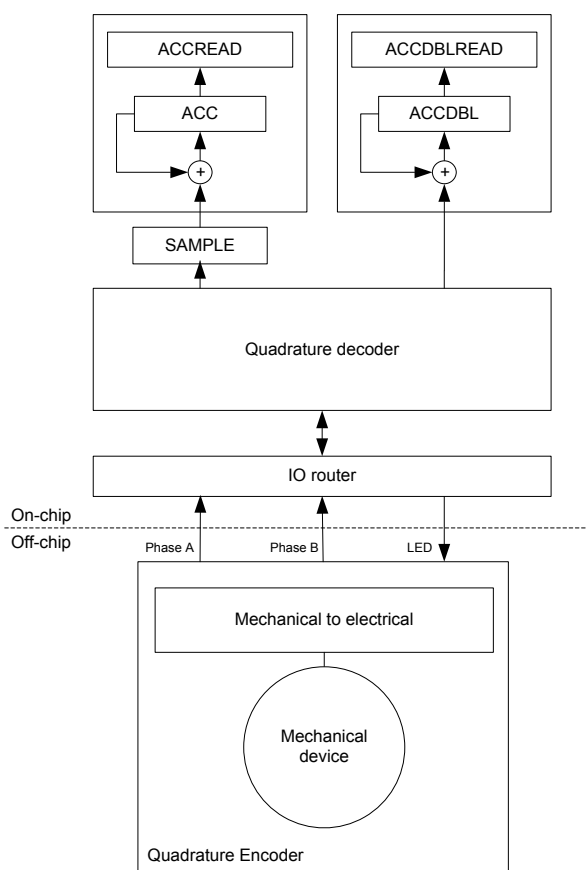 ACCREAD
ACCDBLREAD
ACC
ACCDBL
+
+
SAMPLE
Quadrature decoder
IO router
On-chip
Off-chip
Phase A
Phase B
LED
Mechanical to electrical
Mechanical
device
Quadrature Encoder